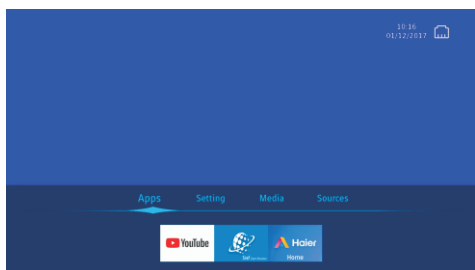 10:16
01/12/2017
Apps Setting Media Sources
YouTube
Haier
Home